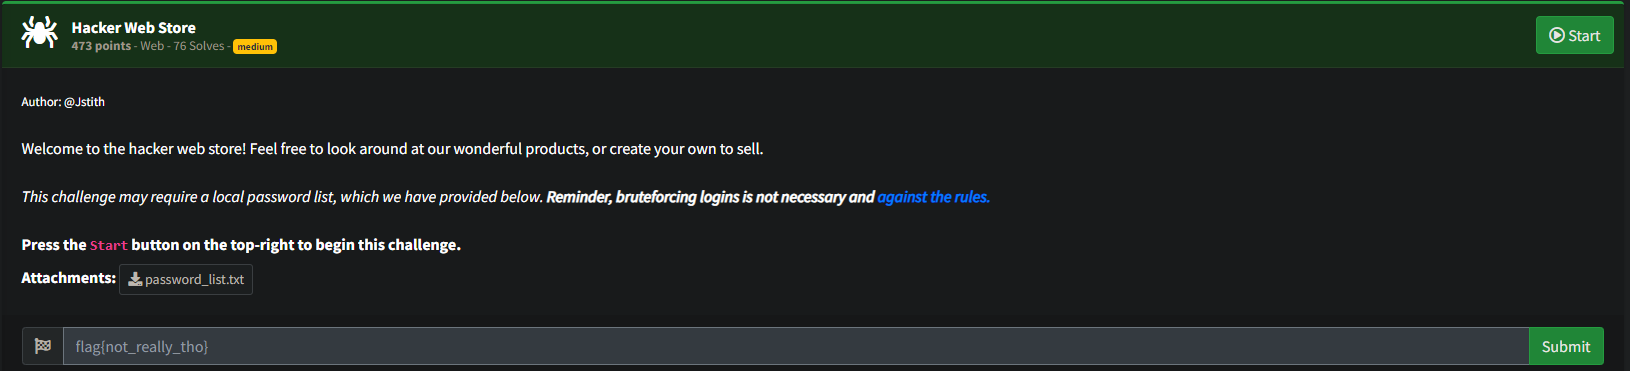 Hacker Web Store
473 points - Web - 76 Solves - medium
Start
Author: @Jstith
Welcome to the hacker web store! Feel free to look around at our wonderful products, or create your own to sell.
This challenge may require a local password list, which we have provided below. Reminder, bruteforcing logins is not necessary and against the rules.
Press the Start button on the top-right to begin this challenge.
Attachments: password_list.txt
flag{not_really_tho}
Submit